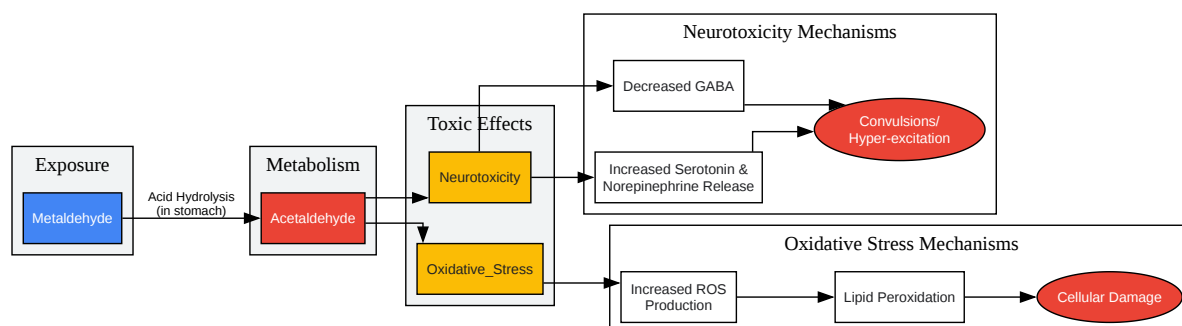 Exposure
Metaldehyde
Acid Hydrolysis
(in stomach)
Metabolism
Acetaldehyde
Toxic Effects
Neurotoxicity
Oxidative_Stress
Neurotoxicity Mechanisms
Decreased GABA
Increased Serotonin &
Norepinephrine Release
Convulsions/
Hyper-excitation
Oxidative Stress Mechanisms
Increased ROS
Production
Lipid Peroxidation
Cellular Damage